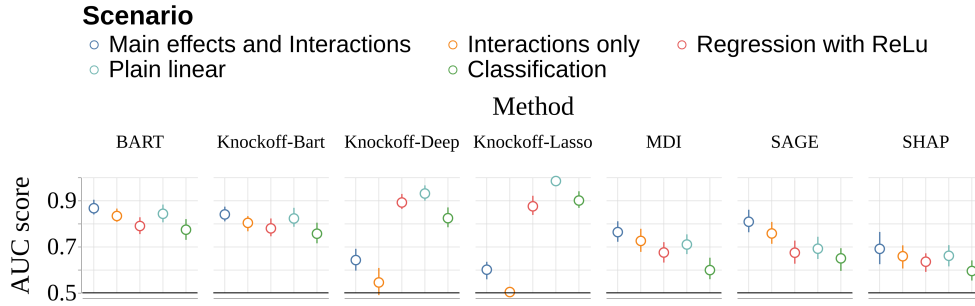 Scenario
Main effects and Interactions Interactions only Regression with ReLu
Plain linear Classification
Method
BART Knockoff-Bart Knockoff-Deep Knockoff-Lasso MDI SAGE SHAP
AUC score
0.9
0.7
0.5